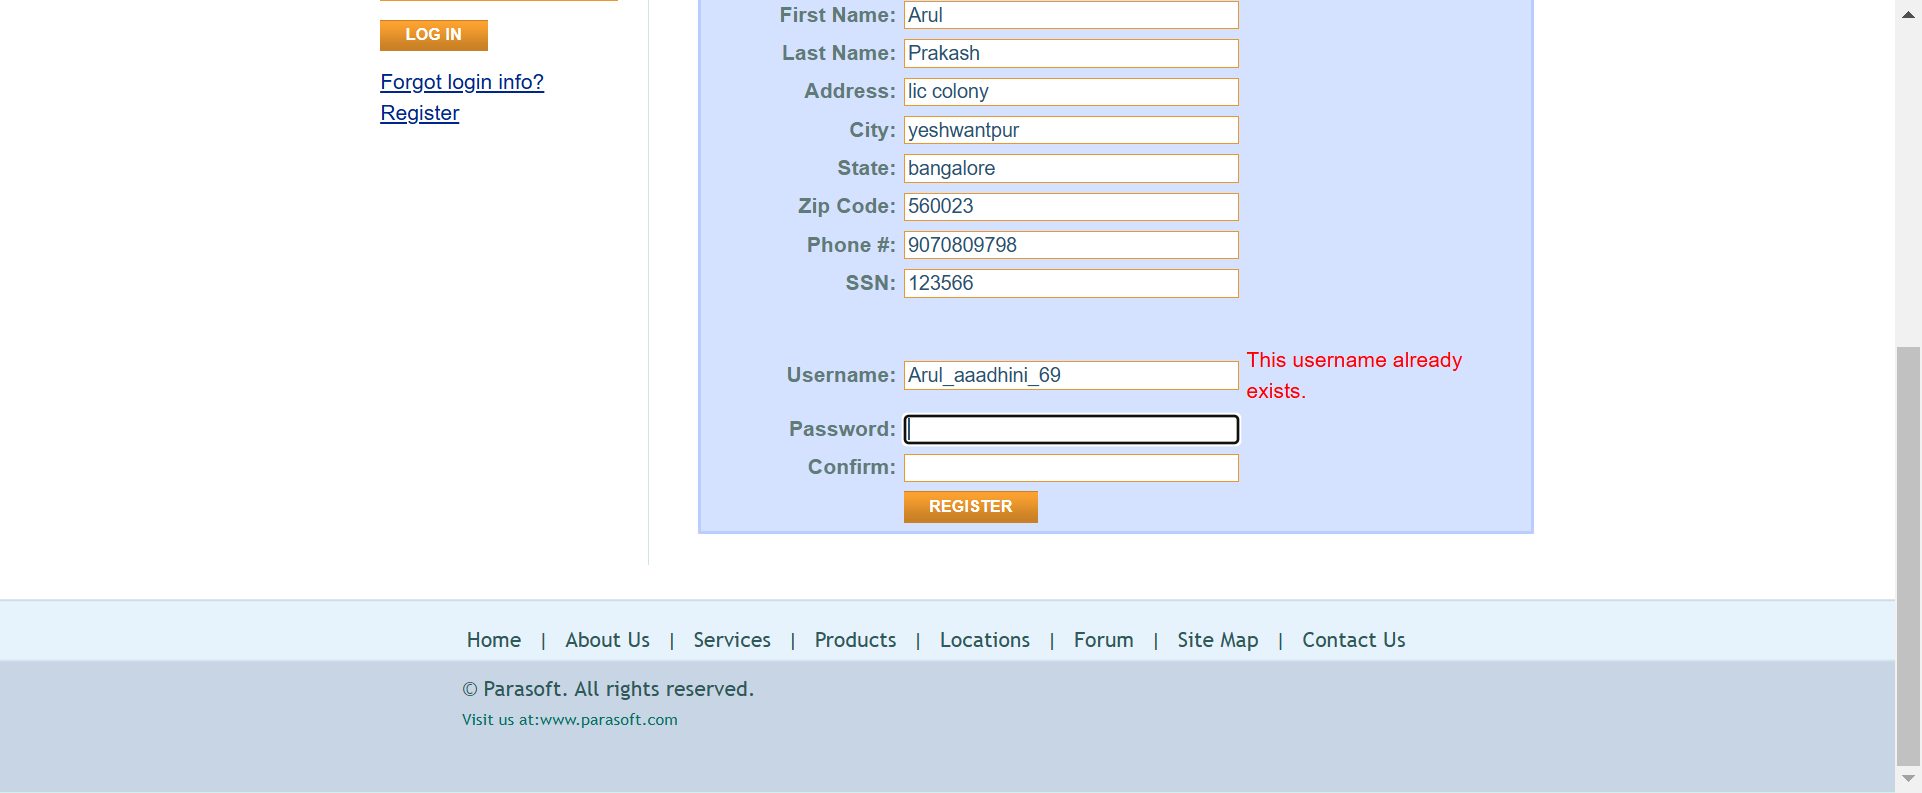 LOG IN
Forgot login info?
Register
First Name: Arul
Last Name: Prakash
Address: lic colony
City: yeshwantpur
State: bangalore
Zip Code: 560023
Phone #: 9070809798
SSN: 123566
Username: Arul_aaadhini_69 This username already
exists.
Password:
Confirm:
REGISTER
Home | About Us | Services | Products | Locations | Forum | Site Map | Contact Us
© Parasoft. All rights reserved.
Visit us at:www.parasoft.com